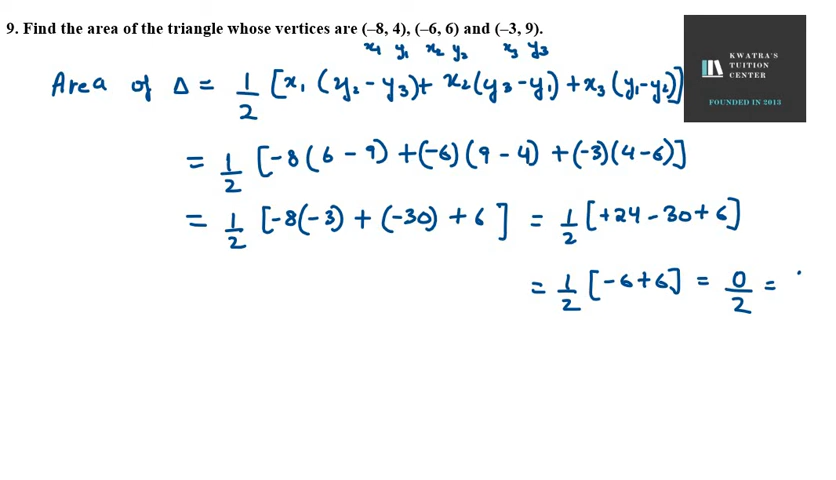 9. Find the area of the triangle whose vertices are (–8, 4), (–6, 6) and (–3, 9).
x₁ y₁ x₂ y₂ x₃ y₃
KWATRA'S
TUITION
CENTER
FOUNDED IN 2013
Area of Δ = 1/2 [x₁ (y₂ - y₃) + x₂(y₃ - y₁) + x₃ (y₁ - y₂)]
= 1/2 [-8 (6 - 9) + (-6) (9 - 4) + (-3) (4 - 6)]
= 1/2 [-8(-3) + (-30) + 6] = 1/2 [+24 - 30 + 6]
= 1/2 [-6 + 6] = 0/2 =